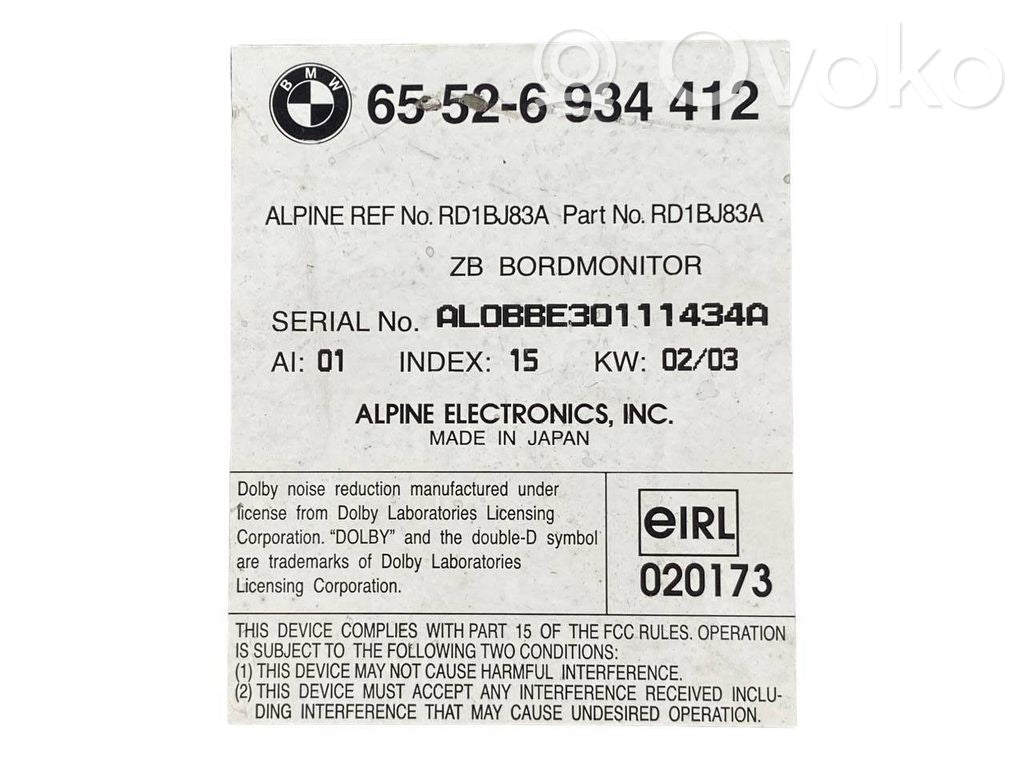 BMW 65-52-6 934 412
© Ovoko
ALPINE REF No. RD1BJ83A Part No. RD1BJ83A
ZB BORDMONITOR
SERIAL No. AL0BBE30111434A
AI: 01 INDEX: 15 KW: 02/03
ALPINE ELECTRONICS, INC.
MADE IN JAPAN
Dolby noise reduction manufactured under
license from Dolby Laboratories Licensing
Corporation. “DOLBY” and the double-D symbol
are trademarks of Dolby Laboratories
Licensing Corporation.
eIRL
020173
THIS DEVICE COMPLIES WITH PART 15 OF THE FCC RULES. OPERATION
IS SUBJECT TO THE FOLLOWING TWO CONDITIONS:
(1) THIS DEVICE MAY NOT CAUSE HARMFUL INTERFERENCE.
(2) THIS DEVICE MUST ACCEPT ANY INTERFERENCE RECEIVED INCLU-
DING INTERFERENCE THAT MAY CAUSE UNDESIRED OPERATION.